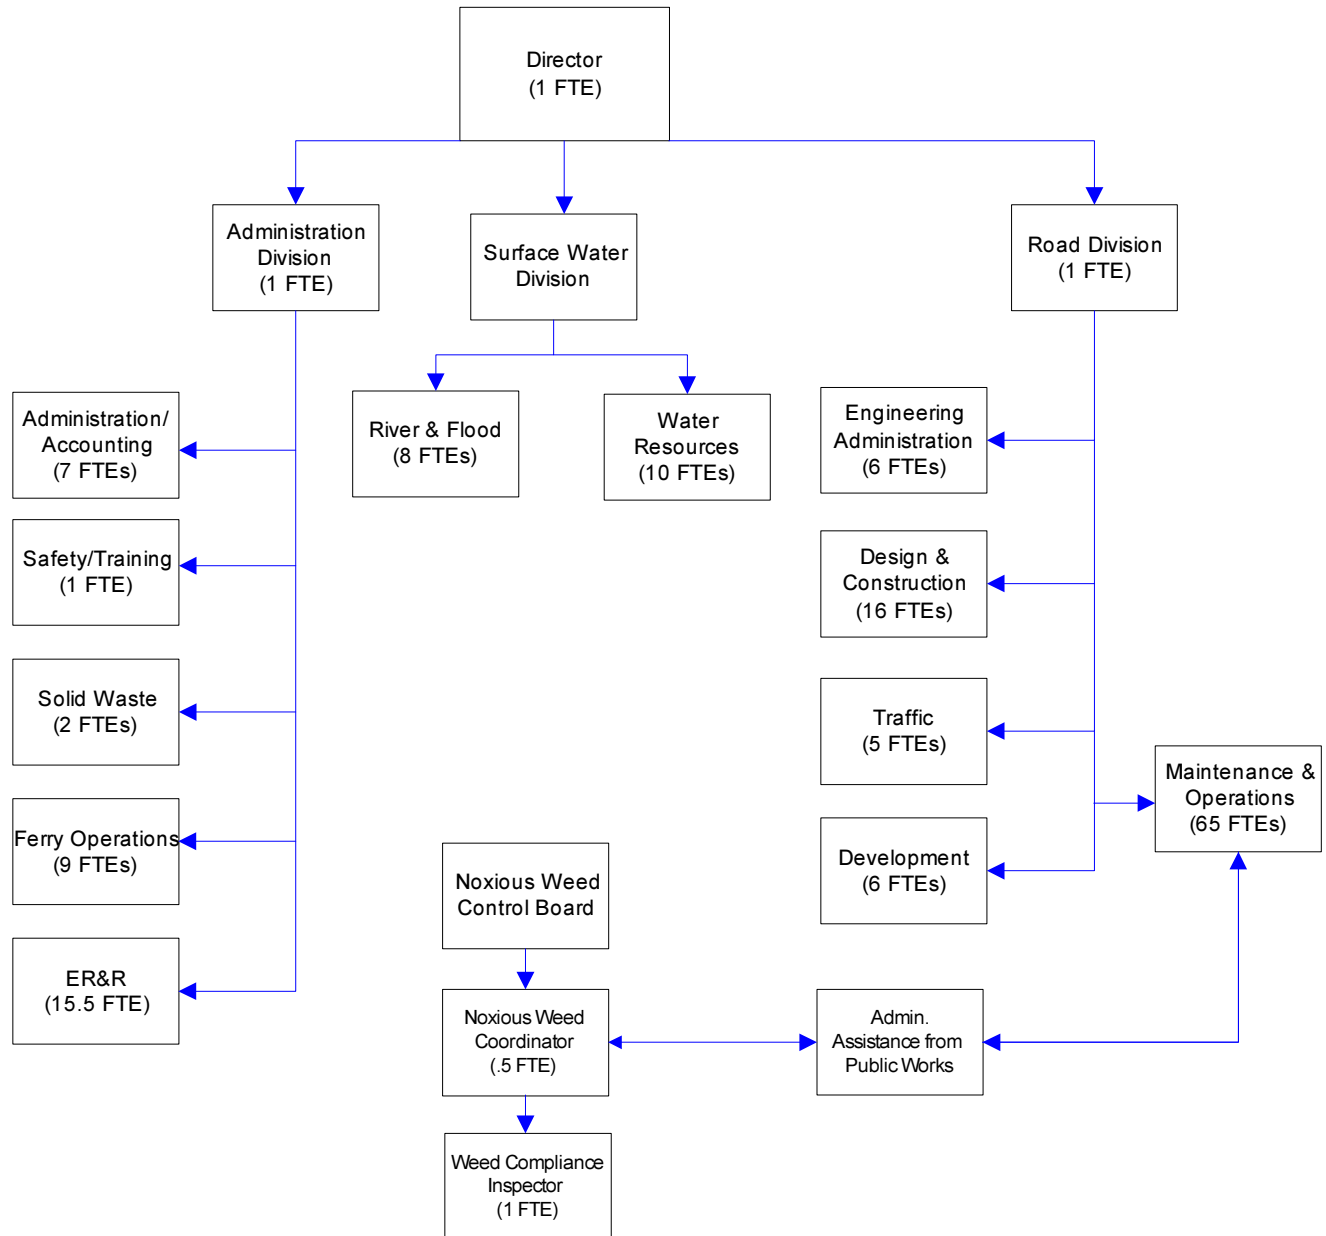 Director
(1 FTE)
Administration
Division
(1 FTE)
Surface Water
Division
Road Division
(1 FTE)
Administration/
Accounting
(7 FTEs)
River & Flood
(8 FTEs)
Water
Resources
(10 FTEs)
Engineering
Administration
(6 FTEs)
Safety/Training
(1 FTE)
Design &
Construction
(16 FTEs)
Solid Waste
(2 FTEs)
Traffic
(5 FTEs)
Maintenance &
Operations
(65 FTEs)
Ferry Operations
(9 FTEs)
Noxious Weed
Control Board
Development
(6 FTEs)
ER&R
(15.5 FTE)
Noxious Weed
Coordinator
(.5 FTE)
Admin.
Assistance from
Public Works
Weed Compliance
Inspector
(1 FTE)